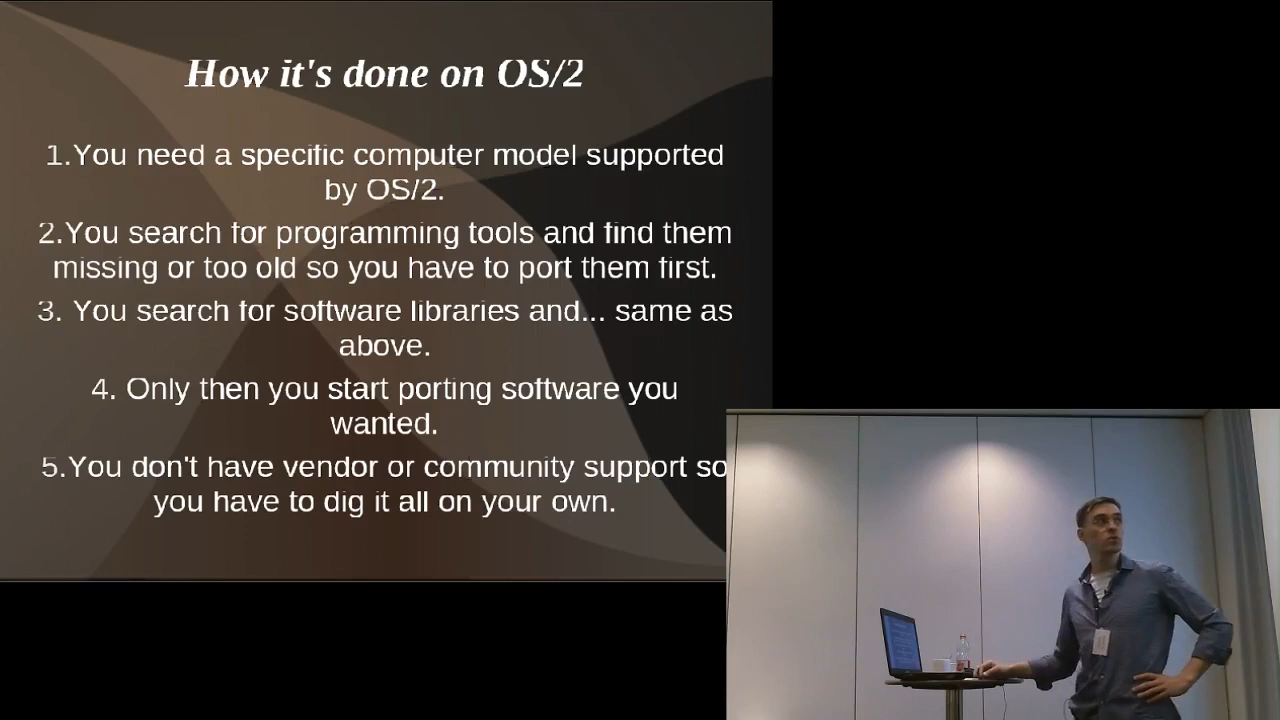 How it's done on OS/2
1.You need a specific computer model supported
by OS/2.
2.You search for programming tools and find them
missing or too old so you have to port them first.
3. You search for software libraries and... same as
above.
4. Only then you start porting software you
wanted.
5.You don't have vendor or community support so
you have to dig it all on your own.